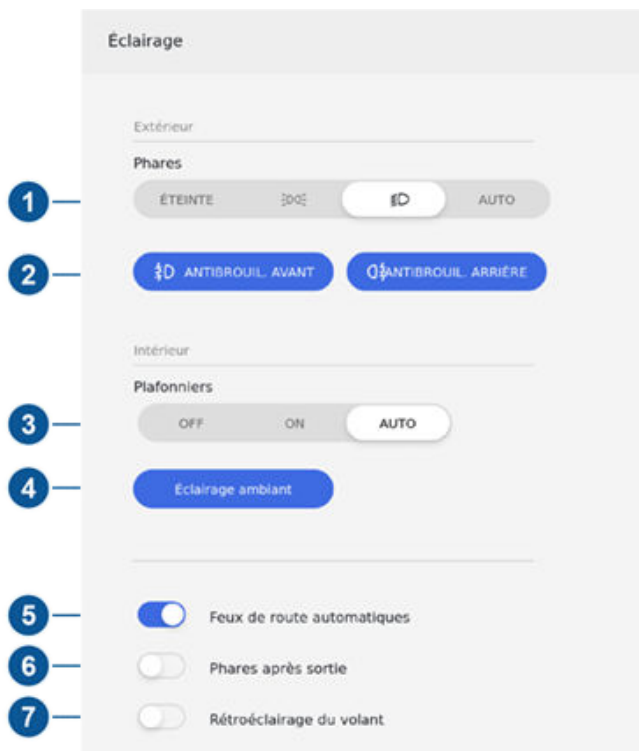 Éclairage
Extérieur
Phares
1 ÉTEINTE AUTO
2 ANTIBROUIL. AVANT ANTIBROUIL. ARRIÈRE
Intérieur
Plafonniers
3 OFF ON AUTO
4 Éclairage ambiant
5 Feux de route automatiques
6 Phares après sortie
7 Rétroéclairage du volant